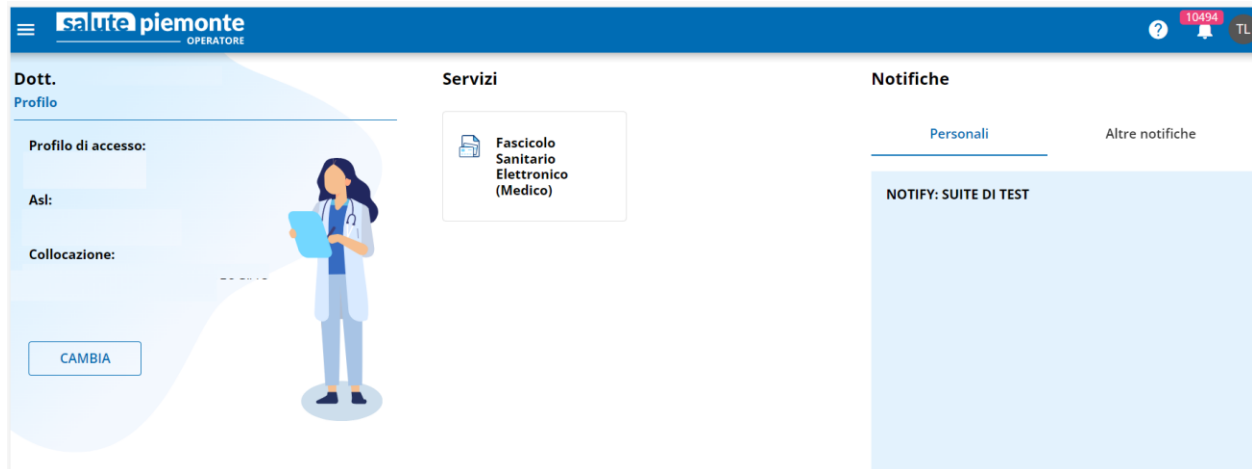 salute piemonte
OPERATORE
10494
TL
Dott.
Profilo
Profilo di accesso:
Asl:
Collocazione:
CAMBIA
Servizi
Fascicolo
Sanitario
Elettronico
(Medico)
Notifiche
Personali
Altre notifiche
NOTIFY: SUITE DI TEST